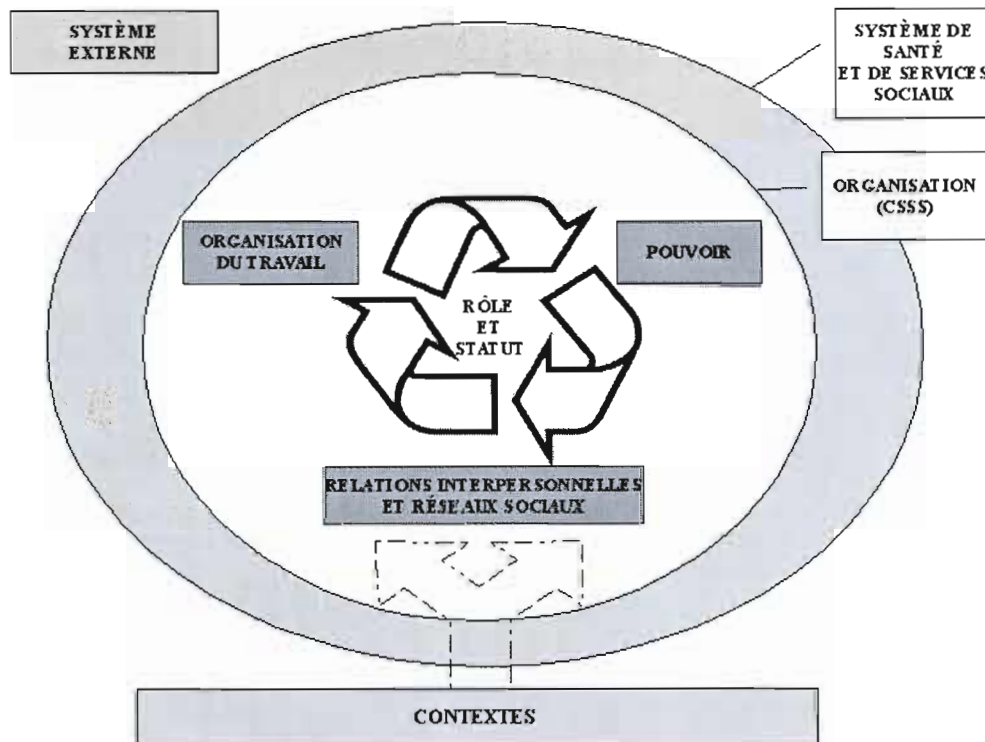 SYSTÈME
EXTERNE
SYSTÈME DE
SANTÉ
ET DE SERVICES
SOCIAUX
ORGANISATION
(CSSS)
ORGANISATION
DU TRAVAIL
POUVOIR
RÔLE
ET
STATUT
RELATIONS INTERPERSONNELLES
ET RÉSEAUX SOCIAUX
CONTEXTES